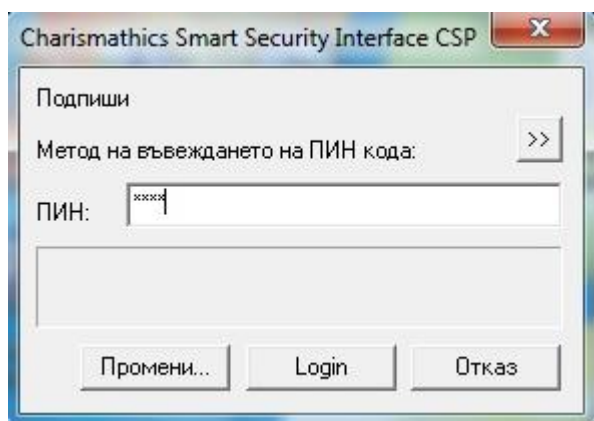 Charismathics Smart Security Interface CSP
Подпиши
Метод на въвеждането на ПИН кода:
>>
ПИН: ****
Промени... Login Отказ